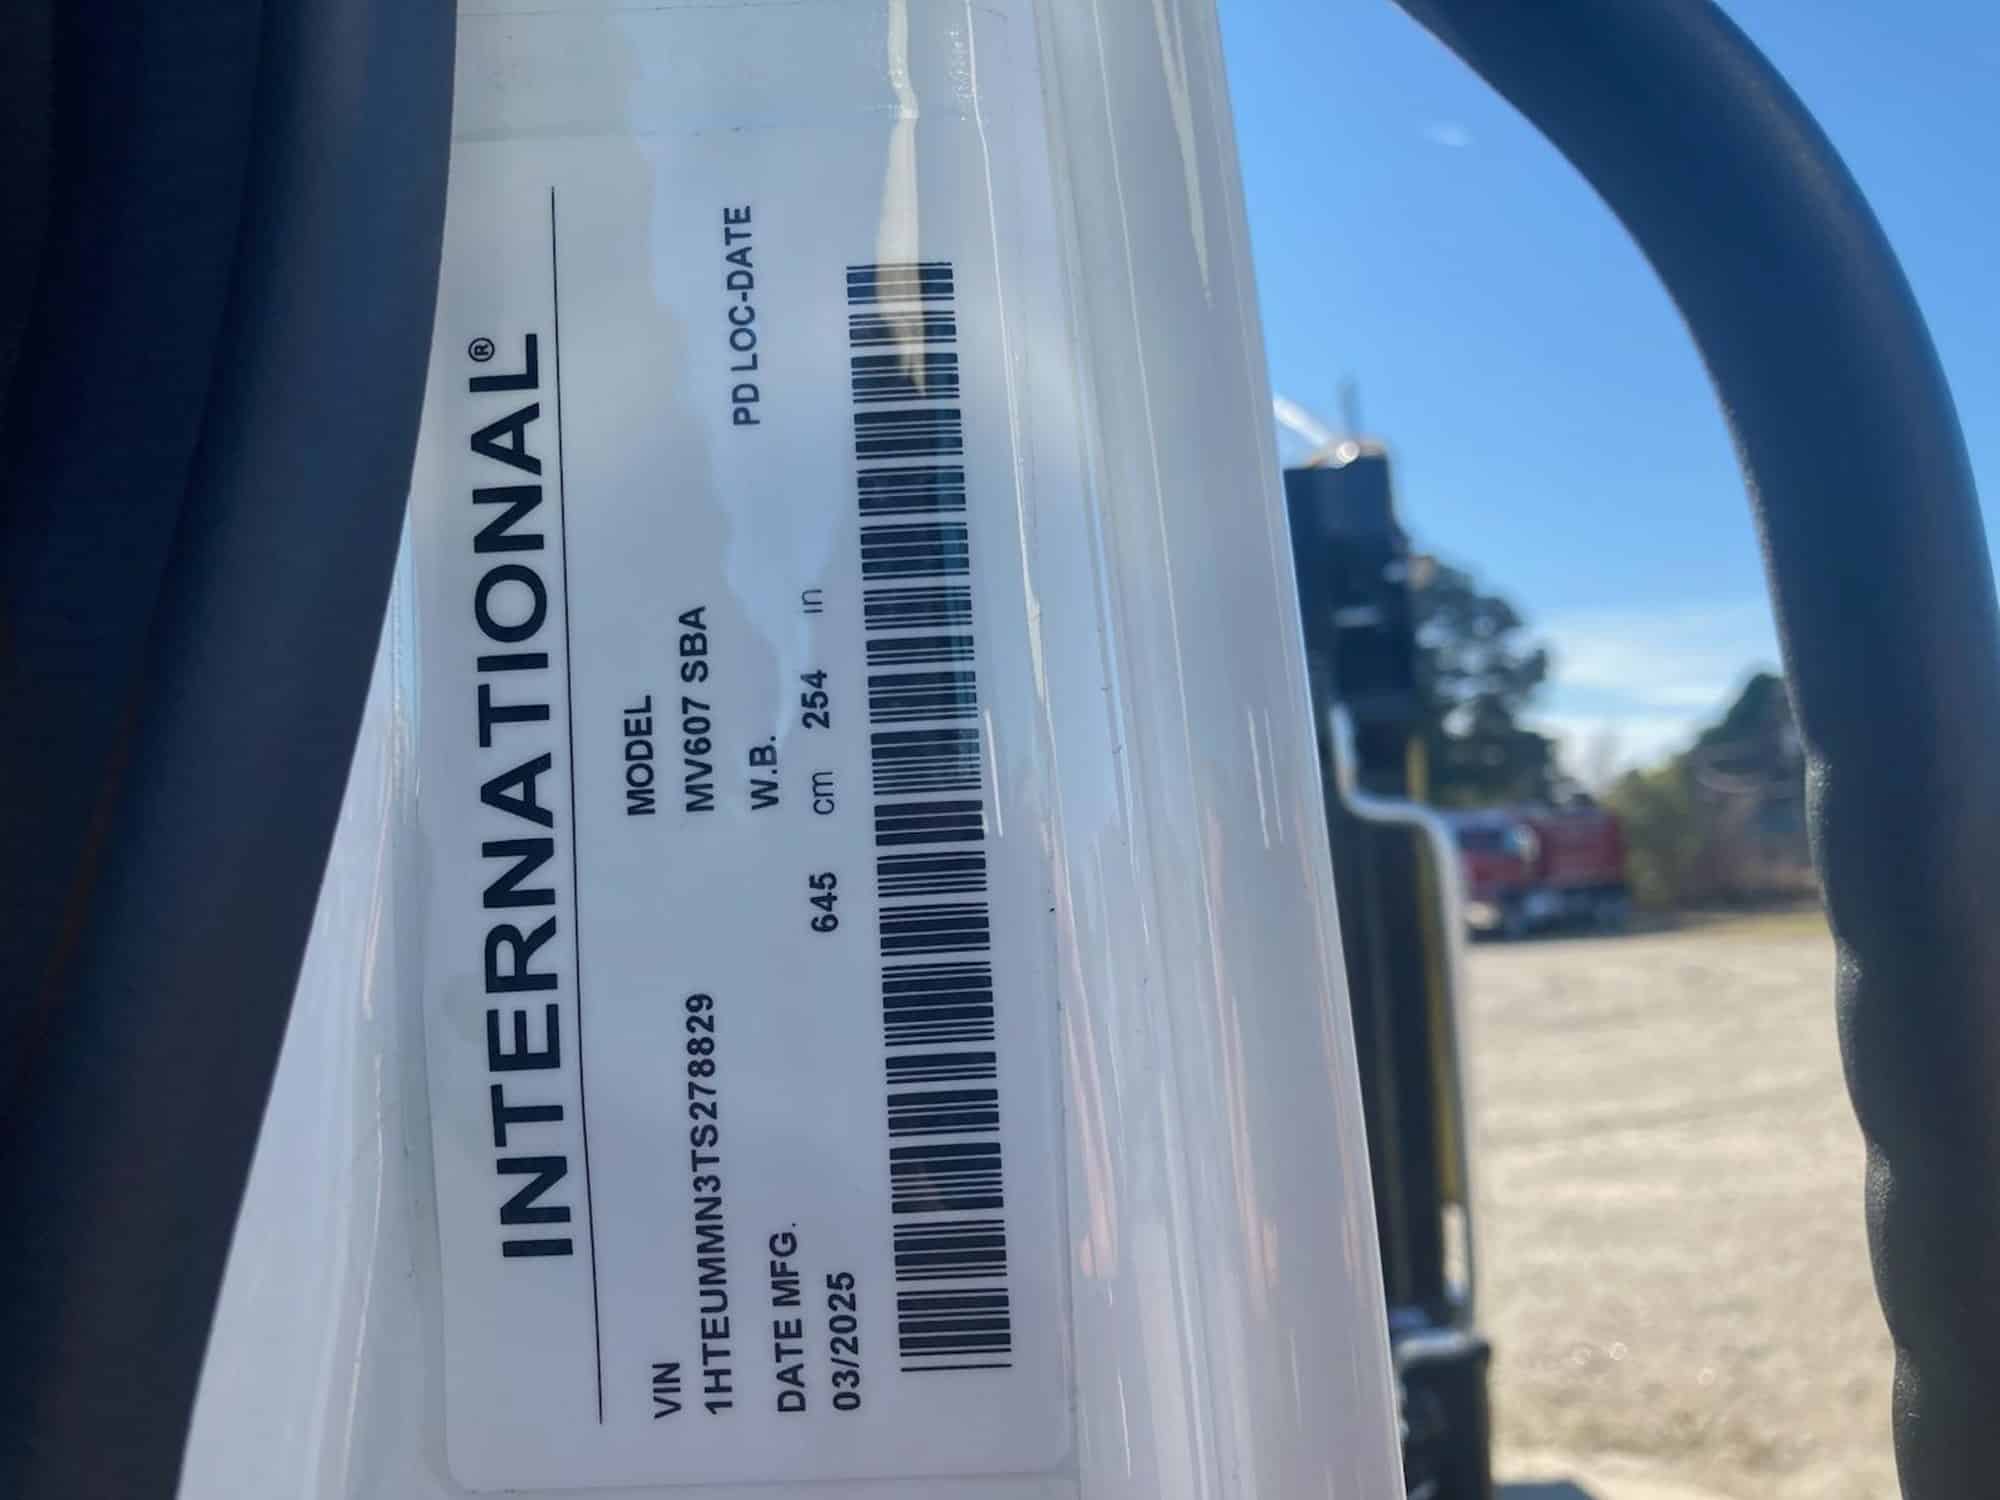 INTERNATIONAL®
VIN
1HTEUMMN3TS278829
MODEL
MV607 SBA
DATE MFG.
03/2025
W.B.
645 cm 254 in
PD LOC-DATE